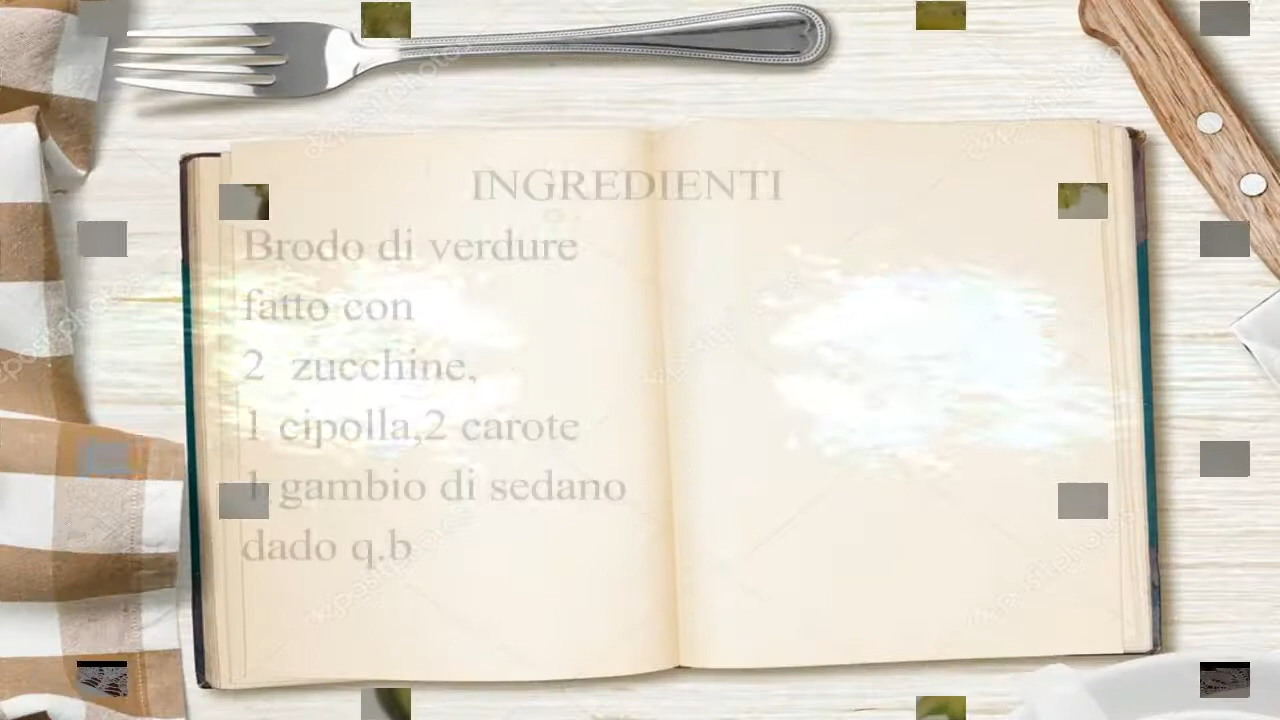 INGREDIENTI
Brodo di verdure
fatto con
2 zucchine,
1 cipolla,2 carote
1 gambio di sedano
dado q.b